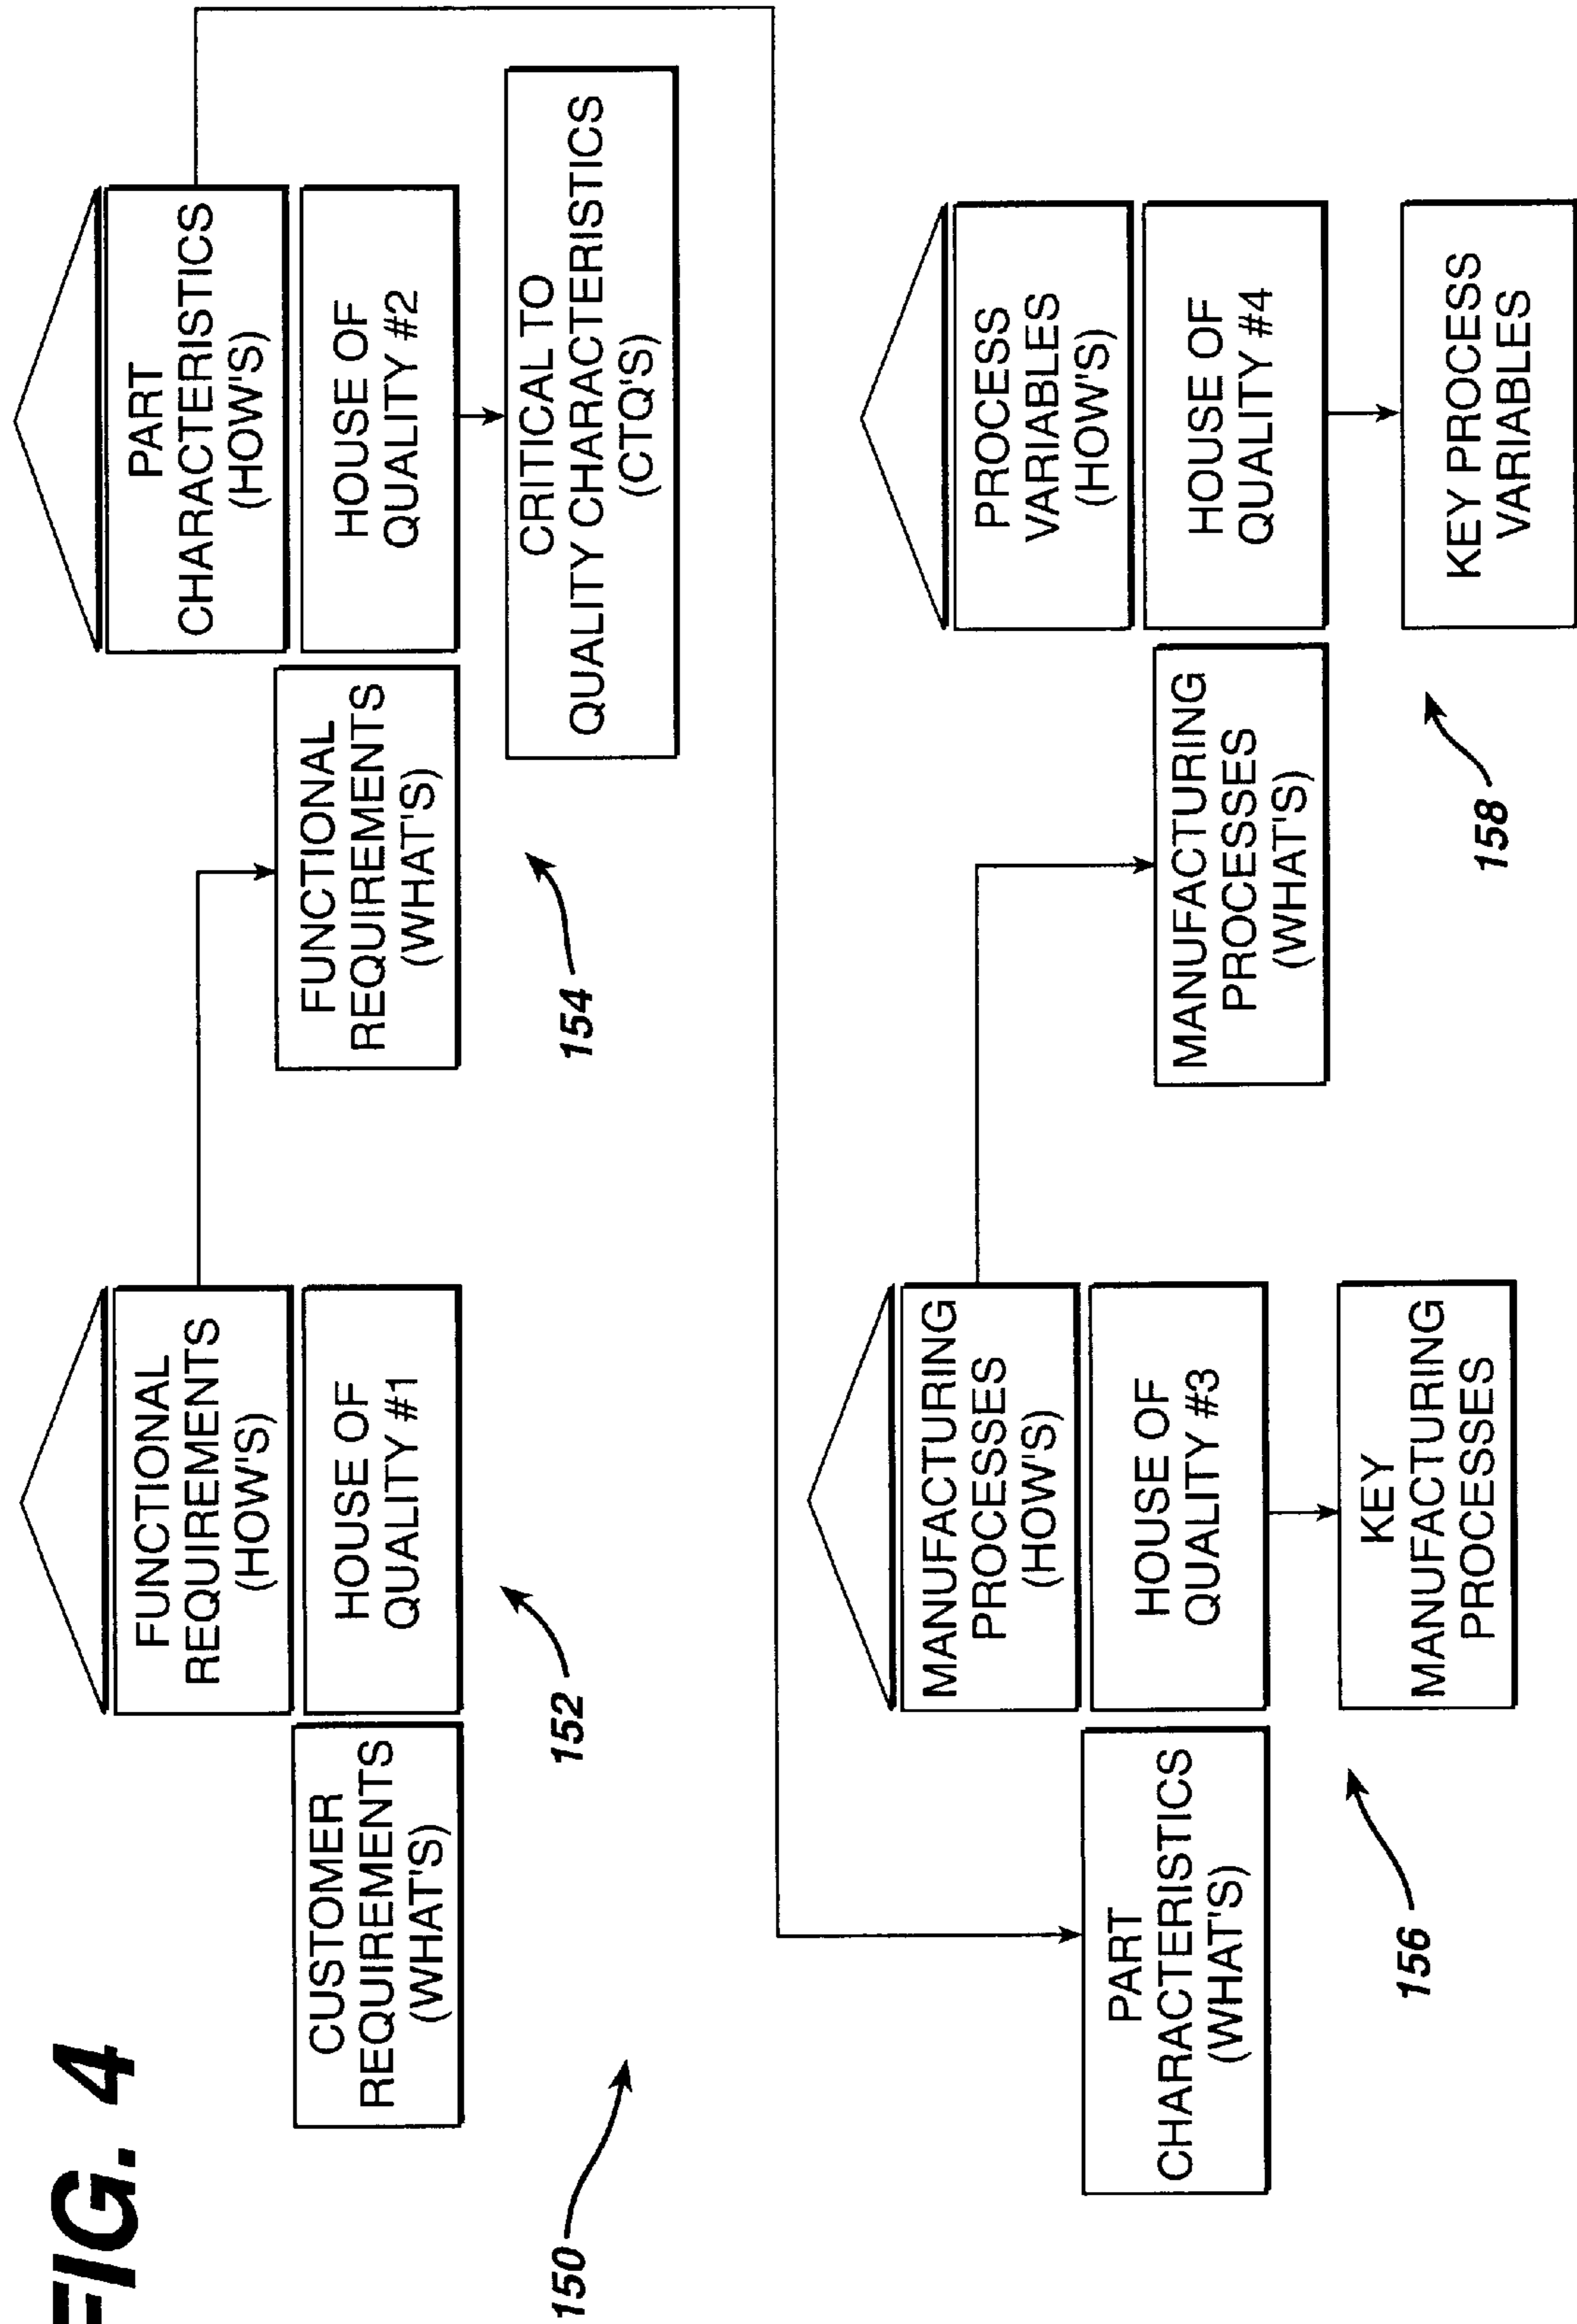 FIG. 4
CUSTOMER
REQUIREMENTS
(WHAT'S)
FUNCTIONAL
REQUIREMENTS
(HOW'S)
HOUSE OF
QUALITY #1
152
FUNCTIONAL
REQUIREMENTS
(WHAT'S)
PART
CHARACTERISTICS
(HOW'S)
HOUSE OF
QUALITY #2
CRITICAL TO
QUALITY CHARACTERISTICS
(CTQ'S)
154
150
PART
CHARACTERISTICS
(WHAT'S)
MANUFACTURING
PROCESSES
(HOW'S)
HOUSE OF
QUALITY #3
KEY
MANUFACTURING
PROCESSES
156
MANUFACTURING
PROCESSES
(WHAT'S)
PROCESS
VARIABLES
(HOW'S)
HOUSE OF
QUALITY #4
KEY PROCESS
VARIABLES
158